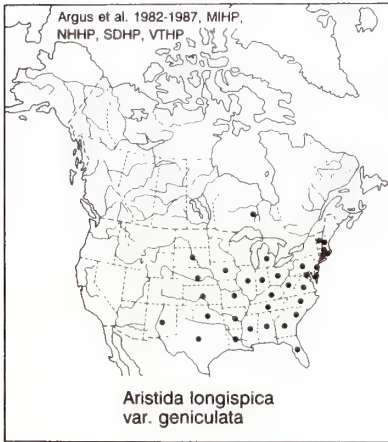 Argus et al. 1982-1987, MIHP,
NHHP, SDHP, VTHP
Aristida longispica
var. geniculata